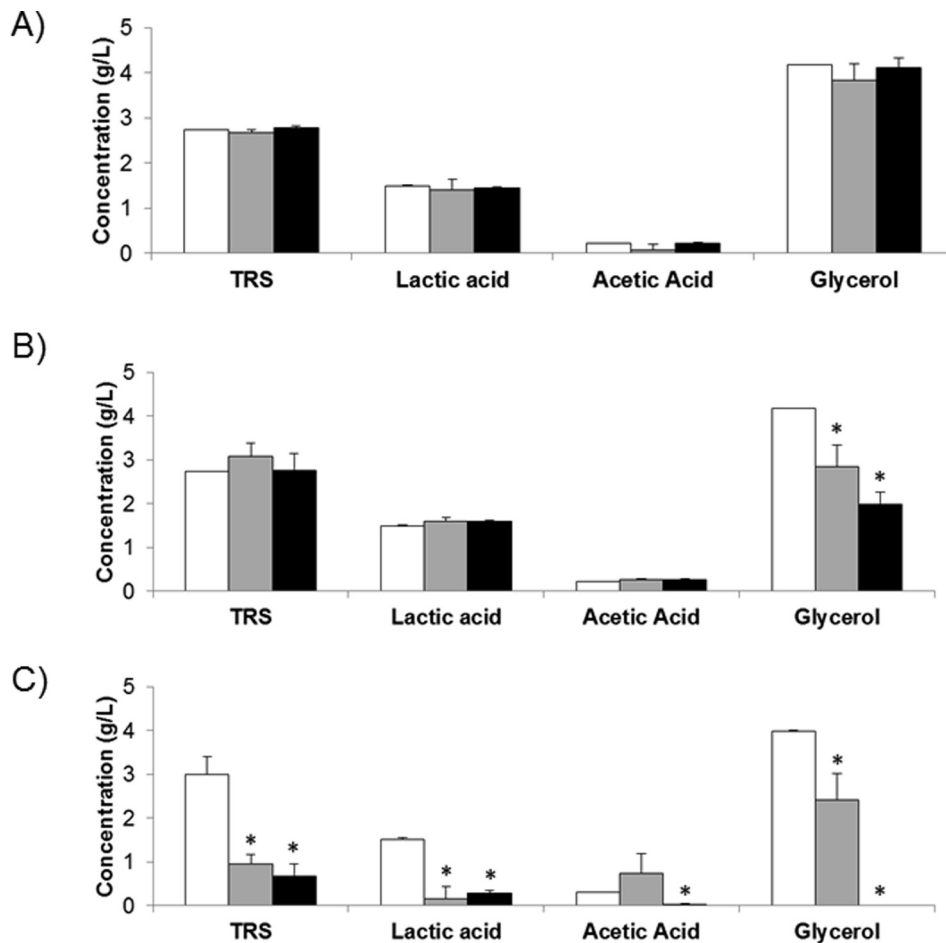 A)
Concentration (g/L)
5
4
3
2
1
0
TRS Lactic acid Acetic Acid Glycerol
B)
Concentration (g/L)
5
4
3
2
1
0
* *
TRS Lactic acid Acetic Acid Glycerol
C)
Concentration (g/L)
5
4
3
2
1
0
* * * * * * *
TRS Lactic acid Acetic Acid Glycerol